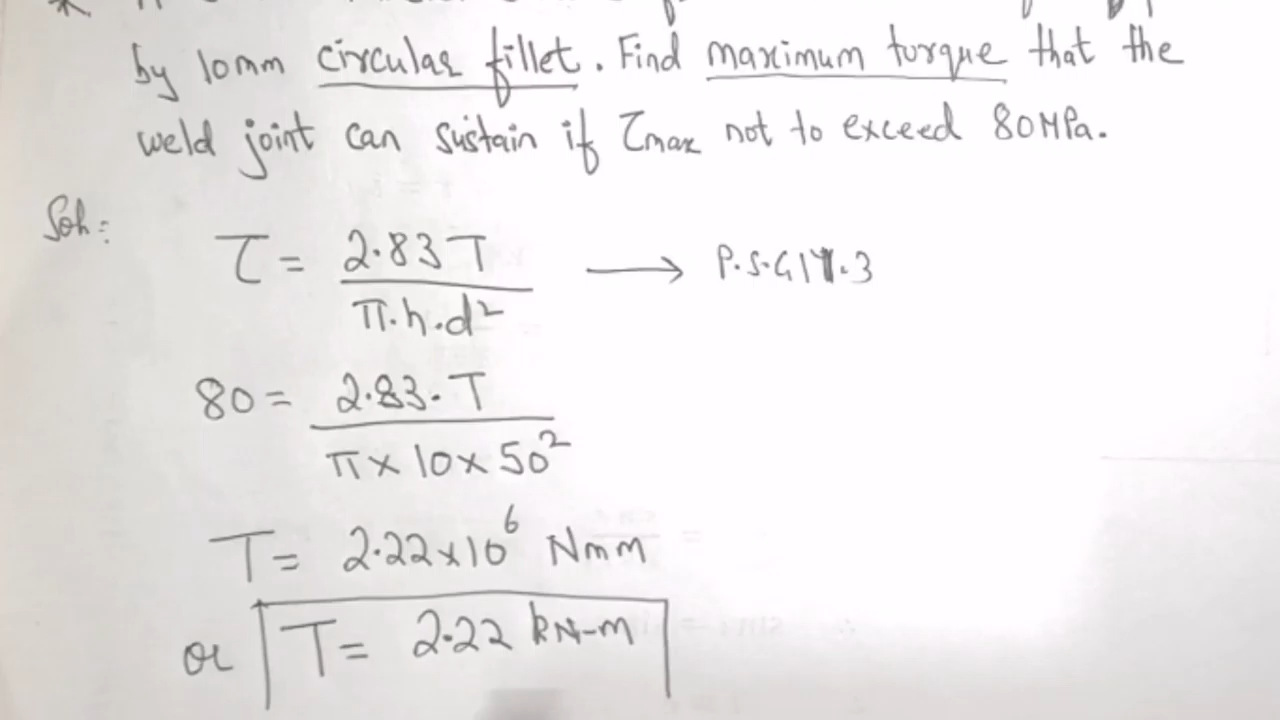 by 10mm circular fillet. Find maximum torque that the
weld joint can sustain if τmax not to exceed 80MPa.
Soln:
τ = 2.83 T / π.h.d² → P.S.G 11.3
80 = 2.83. T / π × 10 × 50²
T = 2.22×10⁶ Nmm
or T = 2.22 kN-m